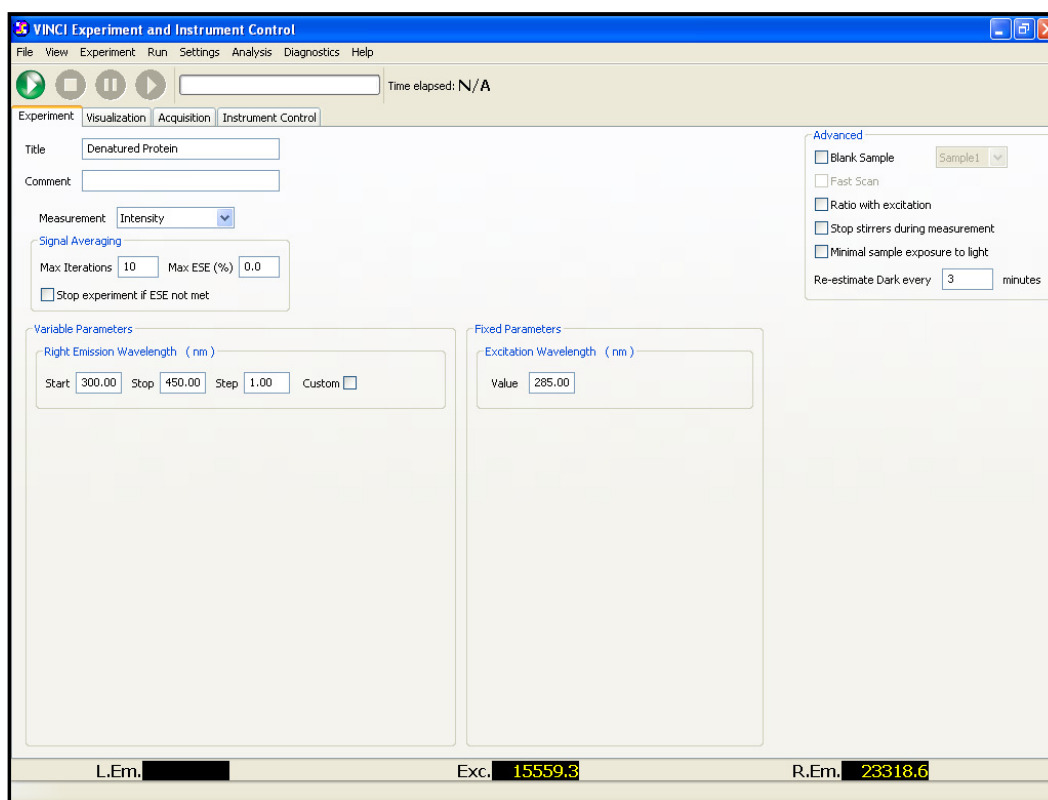 VINCI Experiment and Instrument Control
File View Experiment Run Settings Analysis Diagnostics Help
Time elapsed: N/A
Experiment Visualization Acquisition Instrument Control
Title Denatured Protein
Comment
Measurement Intensity
Signal Averaging
Max Iterations 10 Max ESE (%) 0.0
Stop experiment if ESE not met
Advanced
Blank Sample Sample1
Fast Scan
Ratio with excitation
Stop stirrers during measurement
Minimal sample exposure to light
Re-estimate Dark every 3 minutes
Variable Parameters
Right Emission Wavelength ( nm )
Start 300.00 Stop 450.00 Step 1.00 Custom
Fixed Parameters
Excitation Wavelength ( nm )
Value 285.00
L.Em. Exc. 15559.3 R.Em. 23318.6